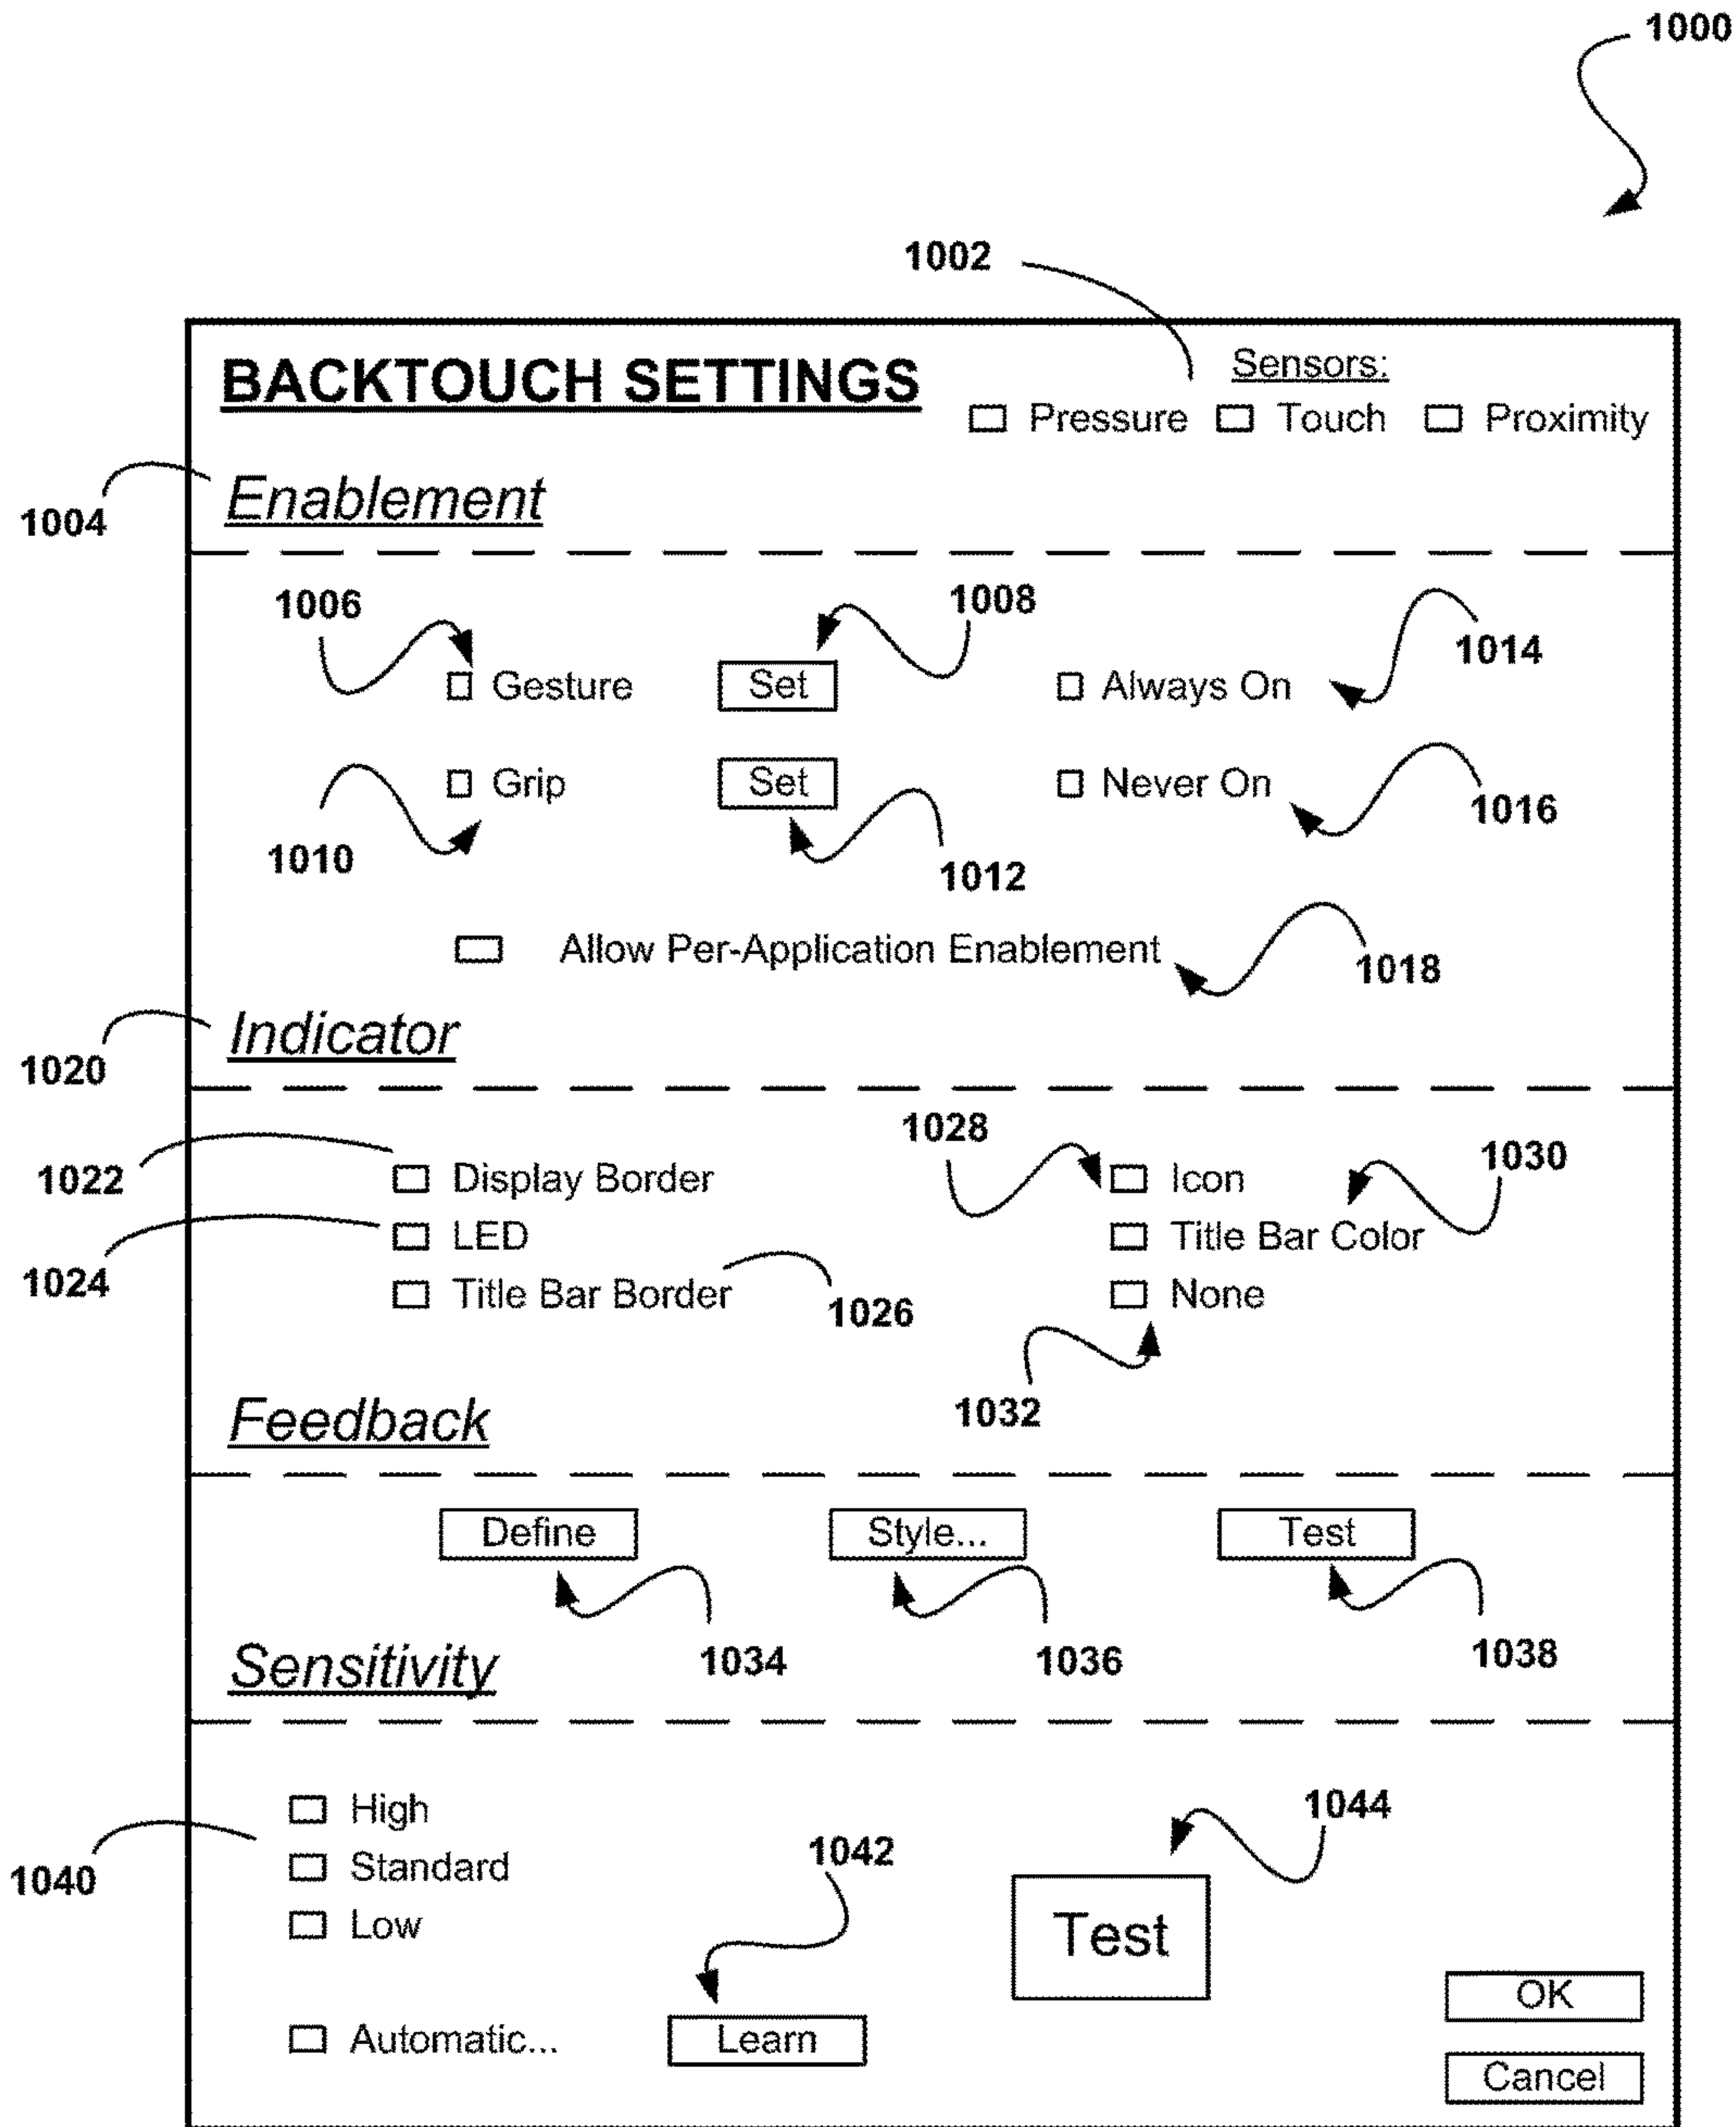 1000
1002
BACKTOUCH SETTINGS
Sensors:
Pressure Touch Proximity
1004
Enablement
1006
1008
1014
Gesture Set Always On
Grip Set Never On
1010
1012
1016
Allow Per-Application Enablement
1018
1020
Indicator
1022
1028
1030
Display Border Icon
LED Title Bar Color
1024
Title Bar Border None
1026
1032
Feedback
Define Style... Test
1034
1036
1038
Sensitivity
1040
High
Standard
Low
1042
1044
Test
Automatic... Learn
OK
Cancel